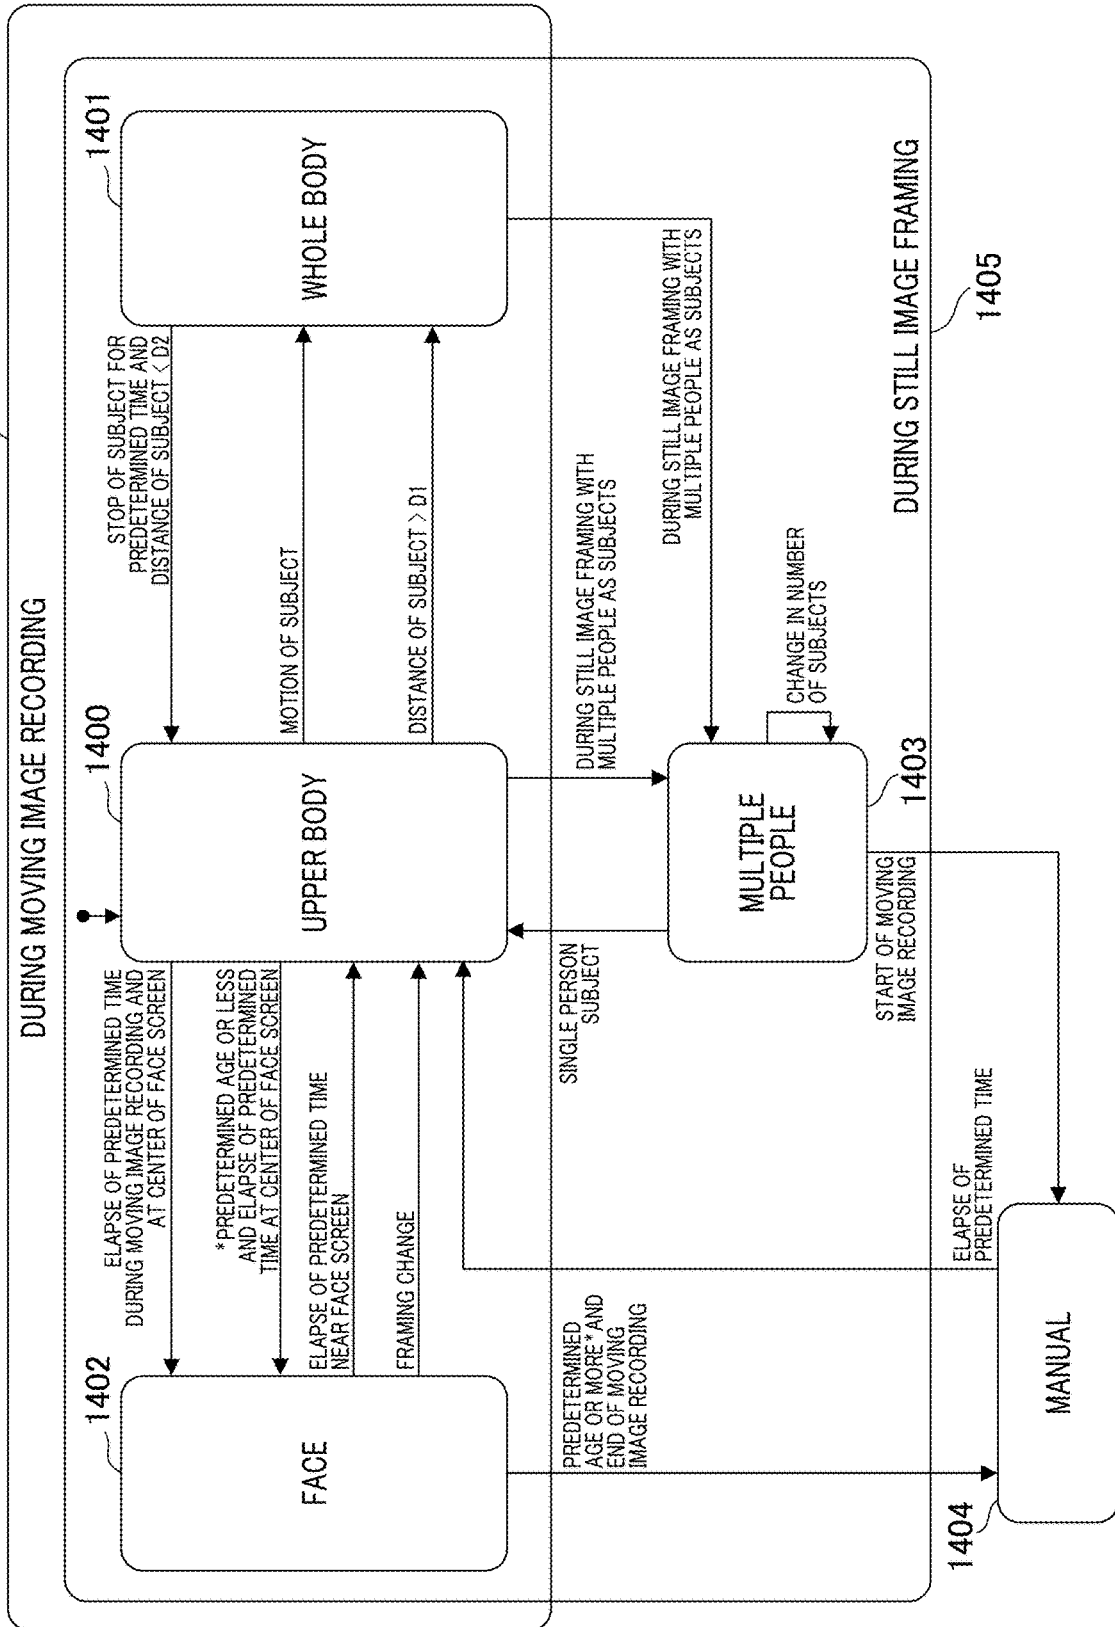 DURING MOVING IMAGE RECORDING
1402
1400
1401
FACE
UPPER BODY
WHOLE BODY
ELAPSE OF PREDETERMINED TIME
DURING MOVING IMAGE RECORDING AND
AT CENTER OF FACE SCREEN
*PREDETERMINED AGE OR LESS
AND ELAPSE OF PREDETERMINED
TIME AT CENTER OF FACE SCREEN
ELAPSE OF PREDETERMINED TIME
NEAR FACE SCREEN
FRAMING CHANGE
STOP OF SUBJECT FOR
PREDETERMINED TIME AND
DISTANCE OF SUBJECT < D2
MOTION OF SUBJECT
DISTANCE OF SUBJECT > D1
PREDETERMINED
AGE OR MORE* AND
END OF MOVING
IMAGE RECORDING
SINGLE PERSON
SUBJECT
DURING STILL IMAGE FRAMING WITH
MULTIPLE PEOPLE AS SUBJECTS
DURING STILL IMAGE FRAMING WITH
MULTIPLE PEOPLE AS SUBJECTS
MULTIPLE
PEOPLE
CHANGE IN NUMBER
OF SUBJECTS
1403
START OF MOVING
IMAGE RECORDING
DURING STILL IMAGE FRAMING
1405
ELAPSE OF
PREDETERMINED TIME
1404
MANUAL